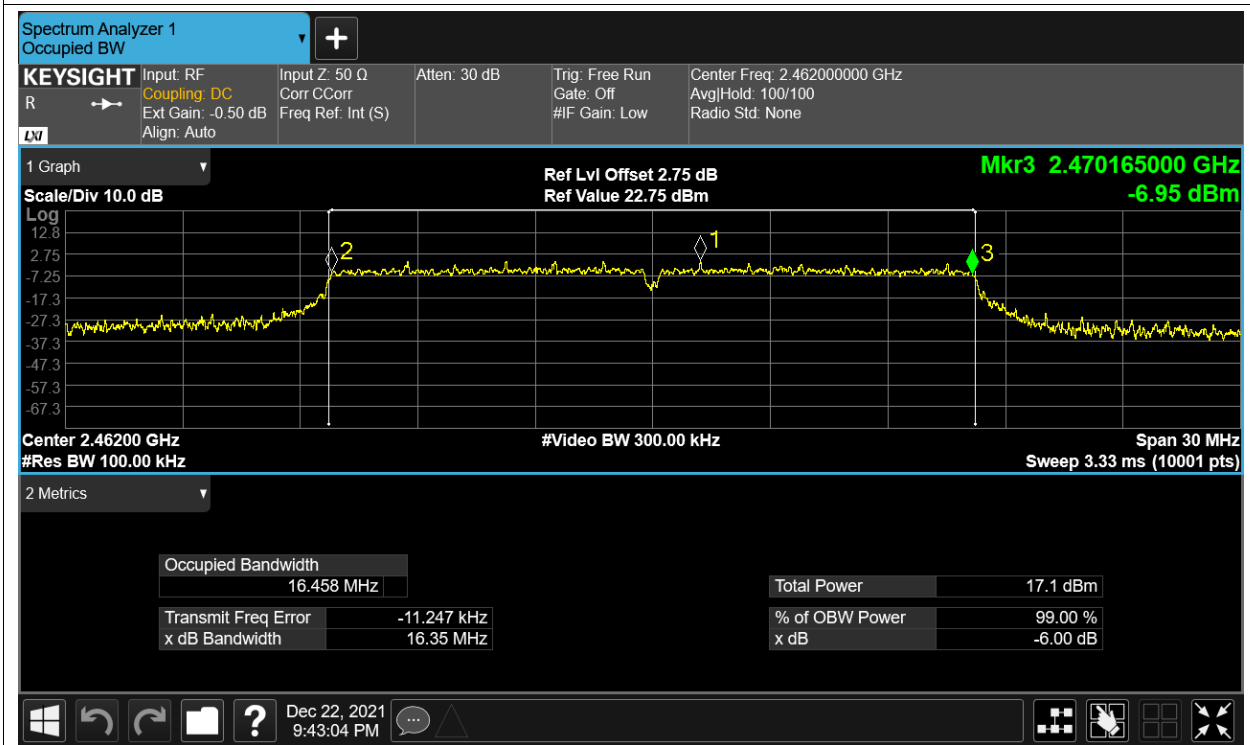 Spectrum Analyzer 1
Occupied BW
KEYSIGHT
R
LXI
Input: RF
Coupling: DC
Ext Gain: -0.50 dB
Align: Auto
Input Z: 50 Ω
Corr CCorr
Freq Ref: Int (S)
Atten: 30 dB
Trig: Free Run
Gate: Off
#IF Gain: Low
Center Freq: 2.462000000 GHz
Avg|Hold: 100/100
Radio Std: None
1 Graph
Scale/Div 10.0 dB
Ref Lvl Offset 2.75 dB
Ref Value 22.75 dBm
Mkr3 2.470165000 GHz
-6.95 dBm
Log
12.8
2.75
-7.25
-17.3
-27.3
-37.3
-47.3
-57.3
-67.3
2
1
3
Center 2.46200 GHz
#Res BW 100.00 kHz
#Video BW 300.00 kHz
Span 30 MHz
Sweep 3.33 ms (10001 pts)
2 Metrics
Occupied Bandwidth
16.458 MHz
Transmit Freq Error -11.247 kHz
x dB Bandwidth 16.35 MHz
Total Power 17.1 dBm
% of OBW Power 99.00 %
x dB -6.00 dB
?
Dec 22, 2021
9:43:04 PM